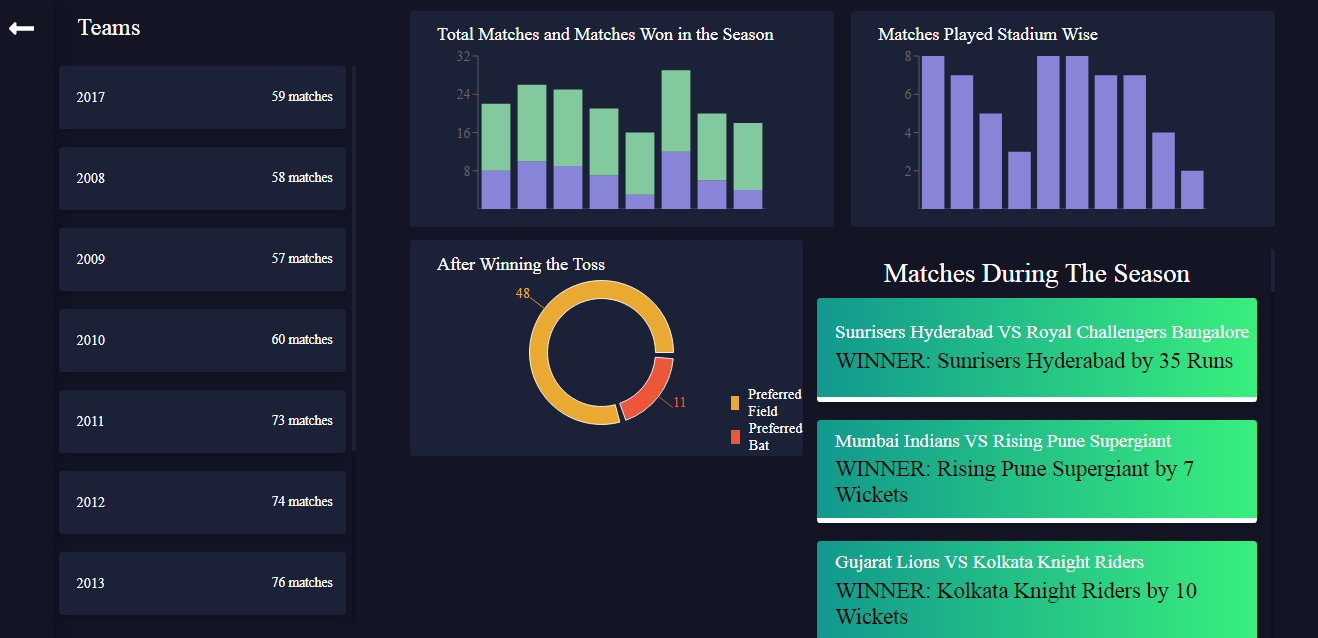 Teams
2017 59 matches
2008 58 matches
2009 57 matches
2010 60 matches
2011 73 matches
2012 74 matches
2013 76 matches
Total Matches and Matches Won in the Season
32
24
16
8
Matches Played Stadium Wise
8
6
4
2
After Winning the Toss
48
11
Preferred
Field
Preferred
Bat
Matches During The Season
Sunrisers Hyderabad VS Royal Challengers Bangalore
WINNER: Sunrisers Hyderabad by 35 Runs
Mumbai Indians VS Rising Pune Supergiant
WINNER: Rising Pune Supergiant by 7
Wickets
Gujarat Lions VS Kolkata Knight Riders
WINNER: Kolkata Knight Riders by 10
Wickets